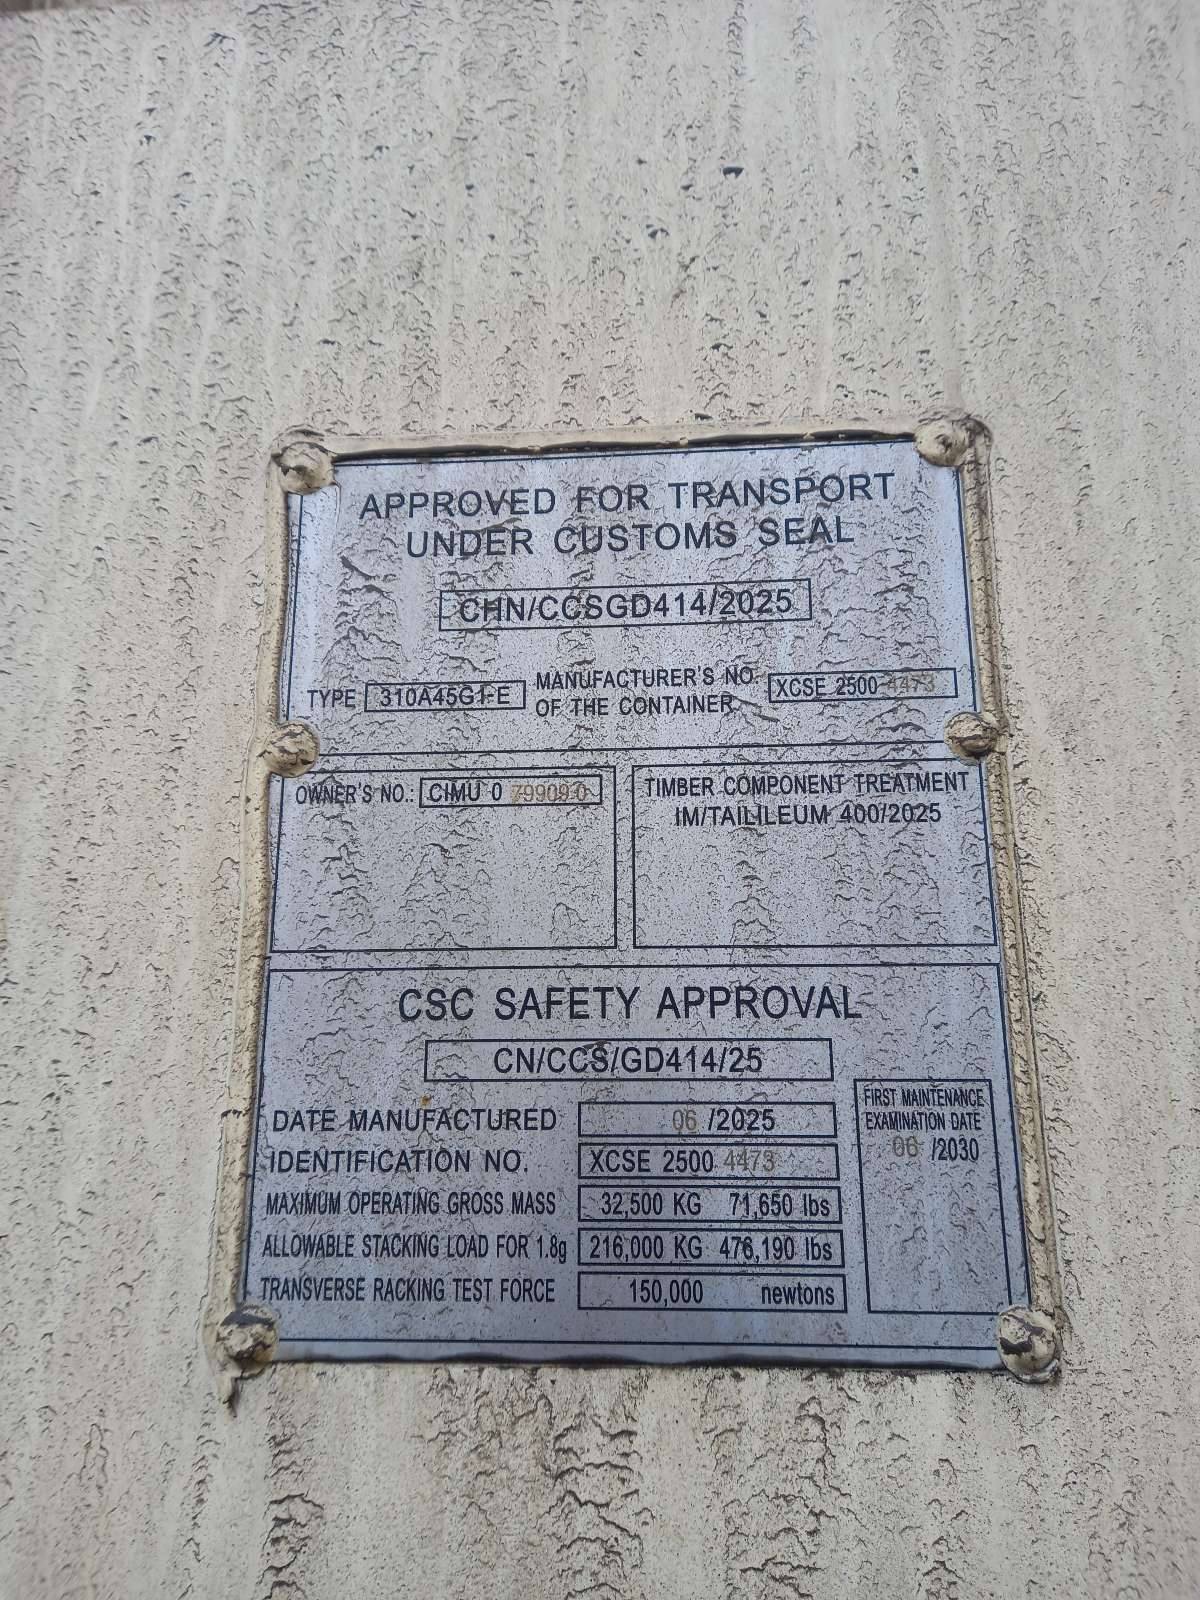 APPROVED FOR TRANSPORT
UNDER CUSTOMS SEAL
CHN/CCSGD414/2025
TYPE 310A45G1-E MANUFACTURER'S NO. OF THE CONTAINER XCSE 2500 4473
OWNER'S NO.: CIMU 0 79909 0
TIMBER COMPONENT TREATMENT
IM/TAILILEUM 400/2025
CSC SAFETY APPROVAL
CN/CCS/GD414/25
DATE MANUFACTURED 06 /2025
IDENTIFICATION NO. XCSE 2500 4473
MAXIMUM OPERATING GROSS MASS 32,500 KG 71,650 lbs
ALLOWABLE STACKING LOAD FOR 1.8g 216,000 KG 476,190 lbs
TRANSVERSE RACKING TEST FORCE 150,000 newtons
FIRST MAINTENANCE
EXAMINATION DATE
06 /2030